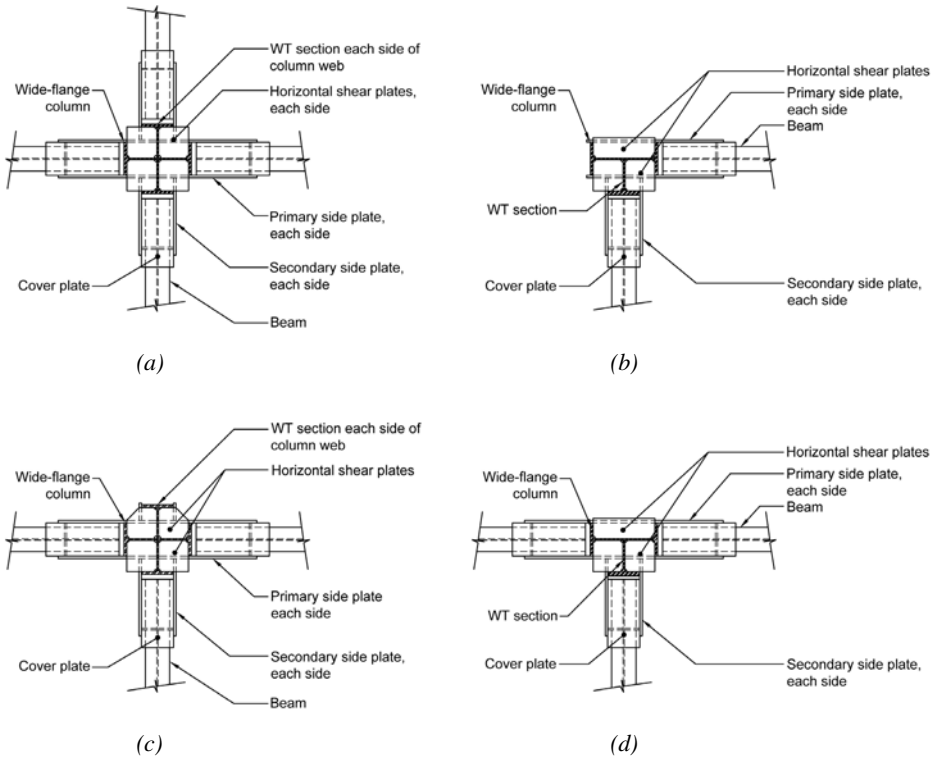 WT section each side of
column web
Wide-flange
column
Horizontal shear plates,
each side
Primary side plate,
each side
Secondary side plate,
each side
Cover plate
Beam
(a)
Horizontal shear plates
Wide-flange
column
Primary side plate,
each side
Beam
WT section
Cover plate
Secondary side plate,
each side
(b)
WT section each side of
column web
Wide-flange
column
Horizontal shear plates
Primary side plate
each side
Secondary side plate,
each side
Cover plate
Beam
(c)
Horizontal shear plates
Wide-flange
column
Primary side plate,
each side
Beam
WT section
Cover plate
Secondary side plate,
each side
(d)